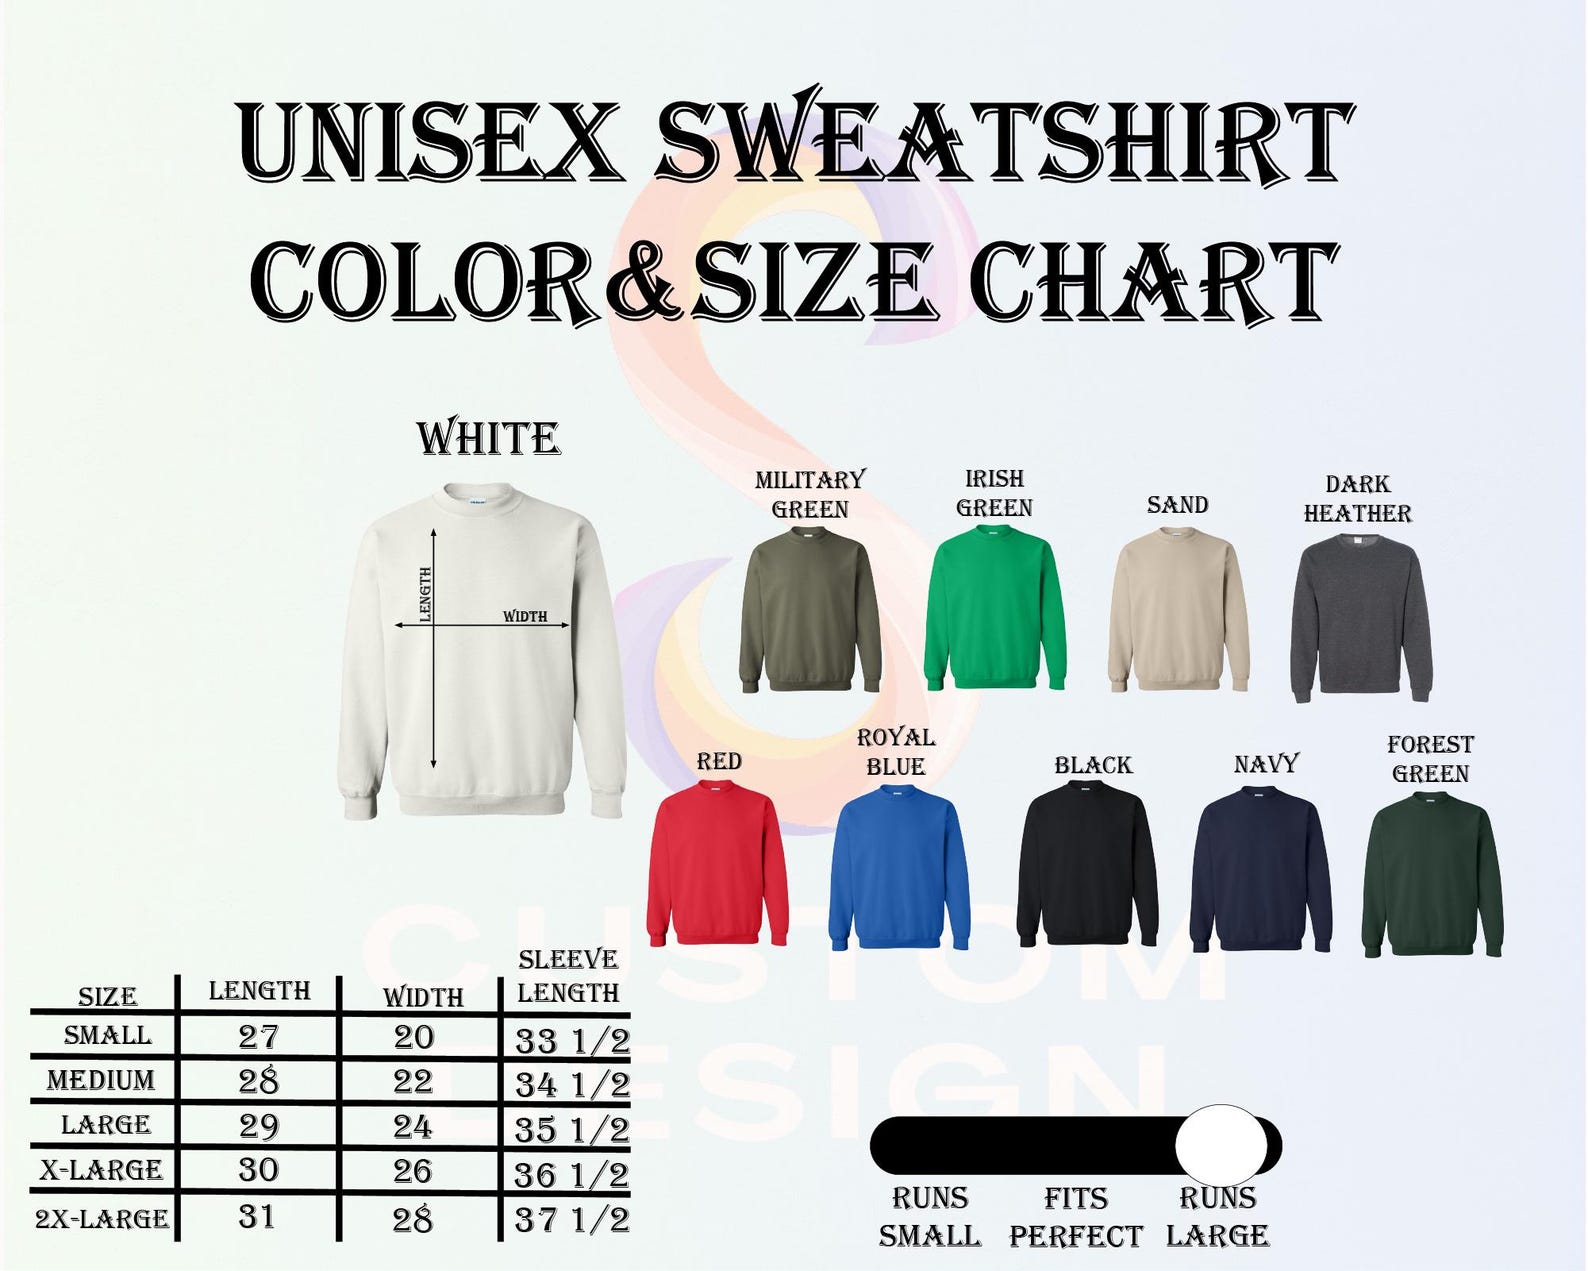 UNISEX SWEATSHIRT
COLOR&SIZE CHART
WHITE
LENGTH
WIDTH
MILITARY
GREEN
IRISH
GREEN
SAND
DARK
HEATHER
RED
ROYAL
BLUE
BLACK
NAVY
FOREST
GREEN
CUSTOM
DESIGN
SIZE LENGTH WIDTH SLEEVE LENGTH
SMALL 27 20 33 1/2
MEDIUM 28 22 34 1/2
LARGE 29 24 35 1/2
X-LARGE 30 26 36 1/2
2X-LARGE 31 28 37 1/2
RUNS
SMALL
FITS
PERFECT
RUNS
LARGE